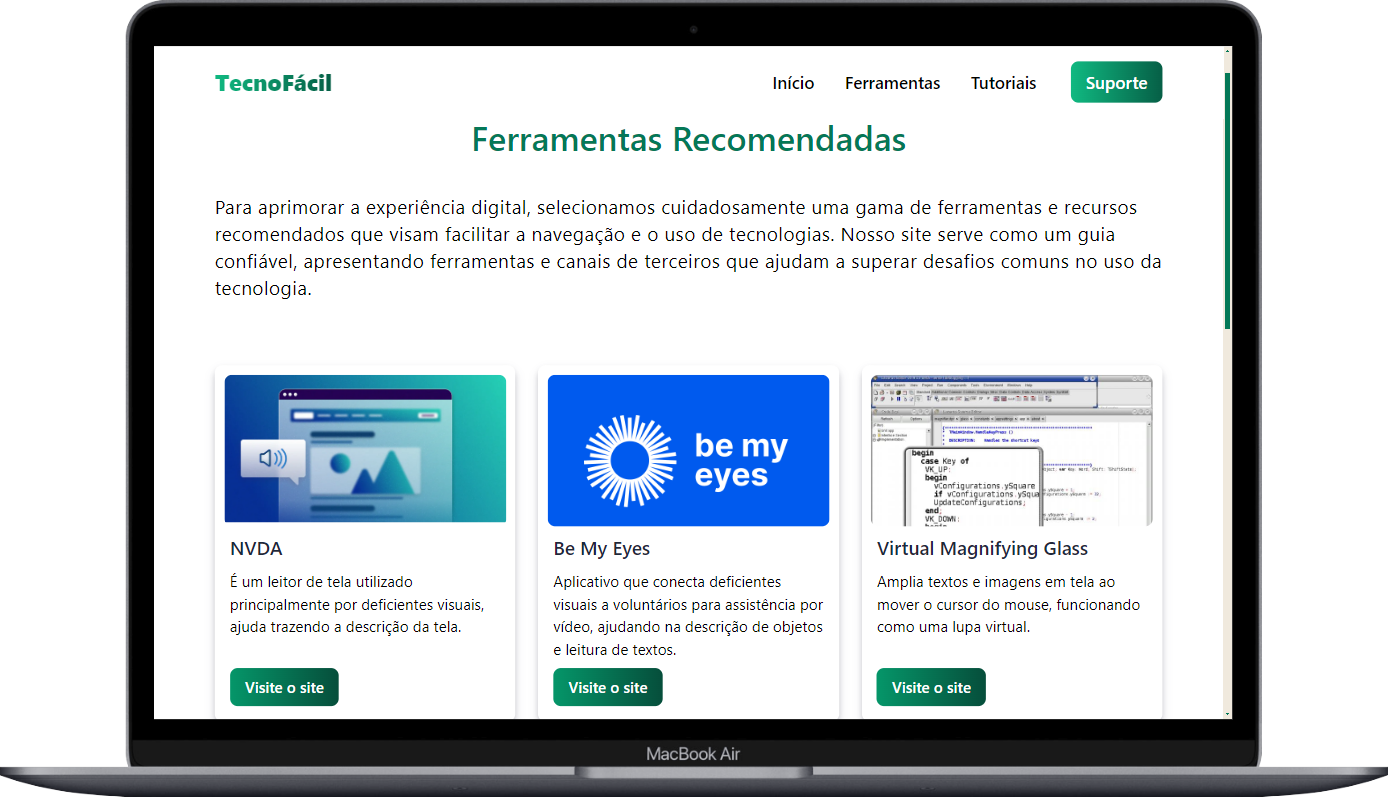 TecnoFácil
Início Ferramentas Tutoriais Suporte
Ferramentas Recomendadas
Para aprimorar a experiência digital, selecionamos cuidadosamente uma gama de ferramentas e recursos
recomendados que visam facilitar a navegação e o uso de tecnologias. Nosso site serve como um guia
confiável, apresentando ferramentas e canais de terceiros que ajudam a superar desafios comuns no uso da
tecnologia.
NVDA
É um leitor de tela utilizado
principalmente por deficientes visuais,
ajuda trazendo a descrição da tela.
Visite o site
be my
eyes
Be My Eyes
Aplicativo que conecta deficientes
visuais a voluntários para assistência por
vídeo, ajudando na descrição de objetos
e leitura de textos.
Visite o site
begin
case Key of
VK_UP:
begin
vConfigurations.ySquare
if vConfigurations.ySqua
UpdateConfigurations;
end;
VK_DOWN:
Virtual Magnifying Glass
Amplia textos e imagens em tela ao
mover o cursor do mouse, funcionando
como uma lupa virtual.
Visite o site
MacBook Air